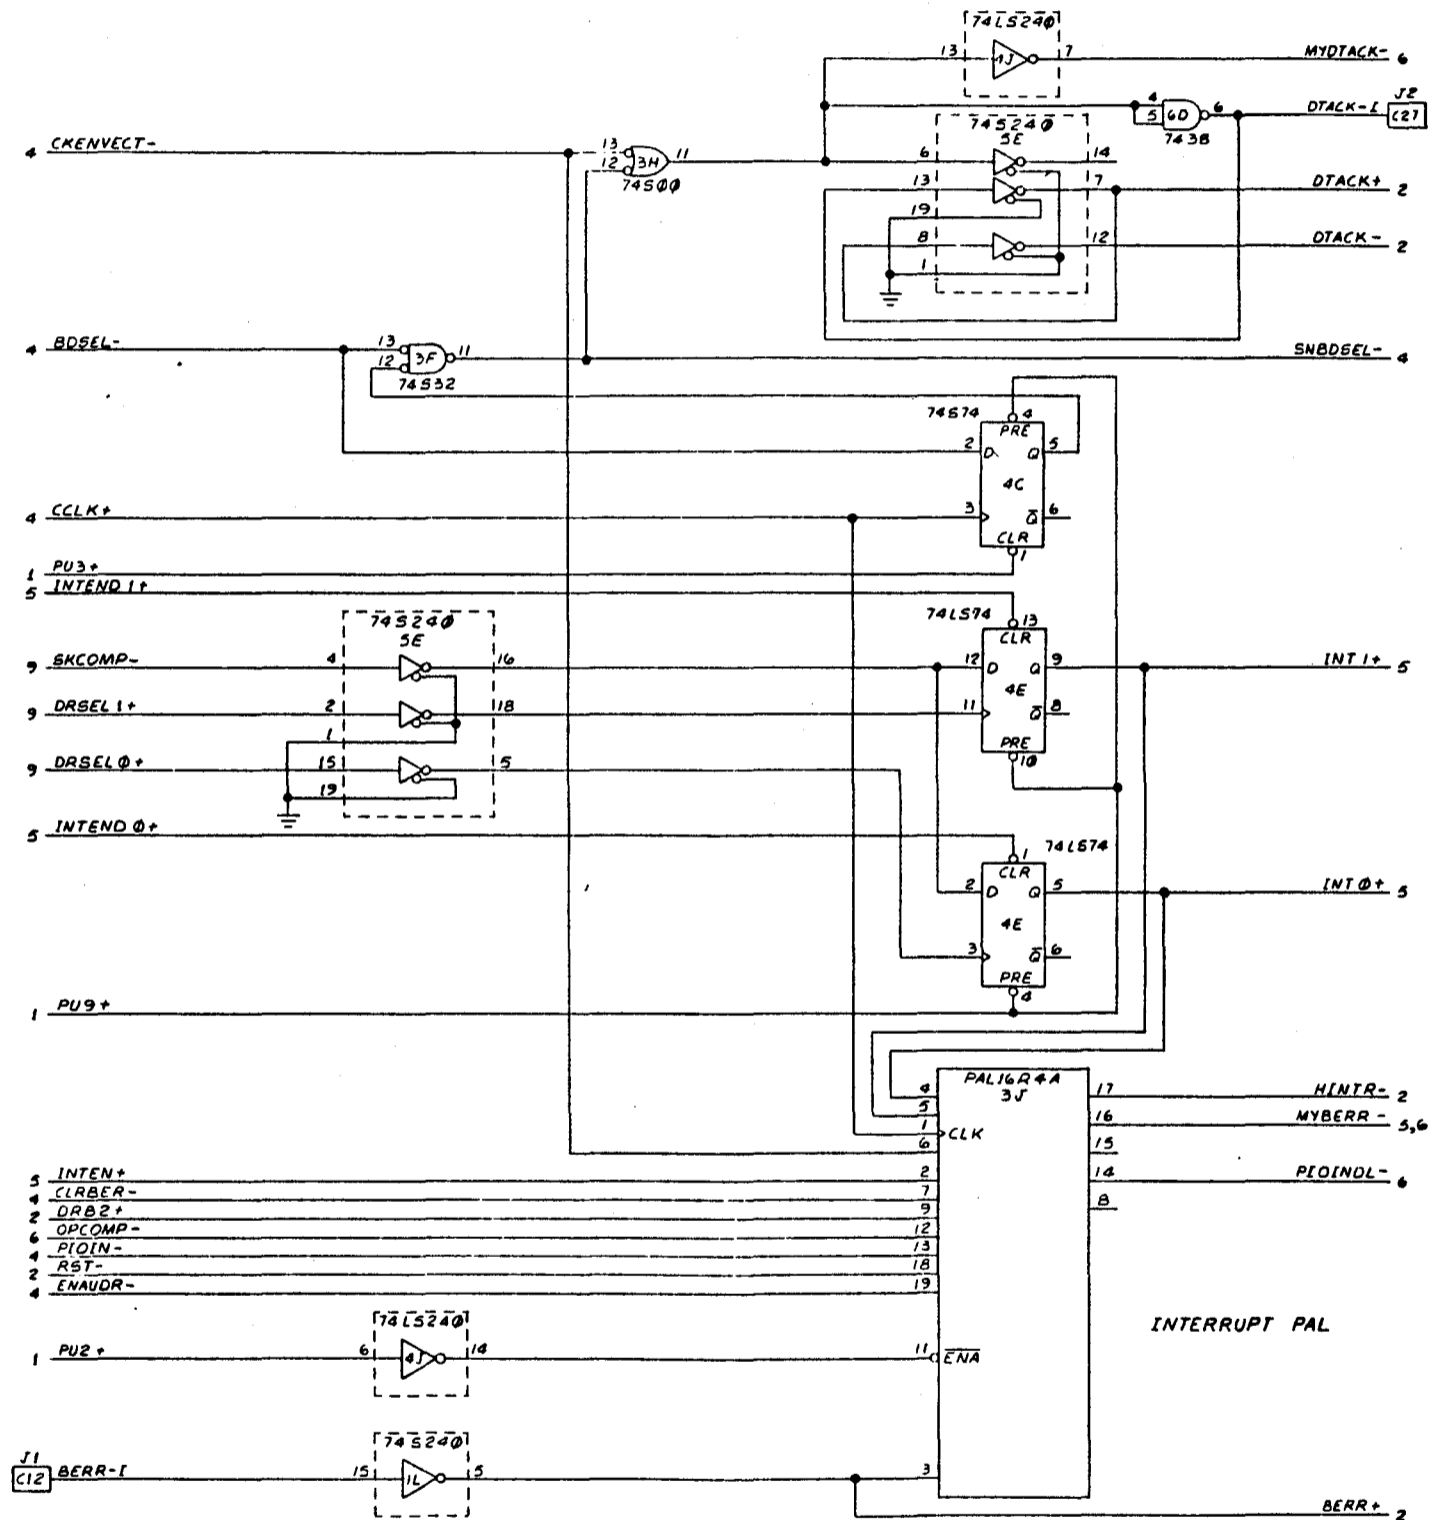 74LS240
13 1J 7 MYDTACK- 6
4 5 6D 6 DTACK-I J2 C27
7438
74S240
5E
4 CKENVECT- 13 12 3H 11
74S00
6 14
13 7 DTACK+ 2
19
8 12 DTACK- 2
1
4 BDSEL- 13 12 3F 11 SNBDSEL- 4
74S32
74S74 4
PRE
2 D Q 5
4C
4 CCLK+ 3 Q 6
CLR
1
1 PU3+
5 INTEND 1+
74S240
5E
74LS74 13
CLR
9 SKCOMP- 4 16 12 D Q 9 INT 1+ 5
4E
9 DRSEL 1+ 2 18 11 Q 8
1
PRE
10
9 DRSEL 0+ 15 5
19
5 INTEND 0+ 1 74LS74
CLR
2 D Q 5 INT 0+ 5
4E
3 Q 6
PRE
4
1 PU9+
PAL16R4A
3J
4 17 HINTR- 2
5 16 MYBERR- 5,6
1 CLK
6 15
5 INTEN+ 2 14 PIOINDL- 6
4 CLRBER- 7
2 DRB2+ 9 8
6 OPCOMP- 12
4 PIOIN- 13
2 RST- 18
4 ENAUDR- 19
INTERRUPT PAL
74LS240
1 PU2+ 6 4J 14 11 ENA
74S240
J1 C12 BERR-I 15 1L 5 3
BERR+ 2